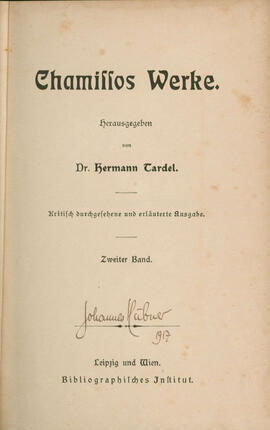 Chamiſſos Werke.
Herausgegeben
von
Dr. Hermann Tardel.
Kritiſch durchgeſehene und erläuterte Ausgabe.
Zweiter Band.
Johannes Hübner
1917
Leipzig und Wien.
Bibliographiſches Inſtitut.